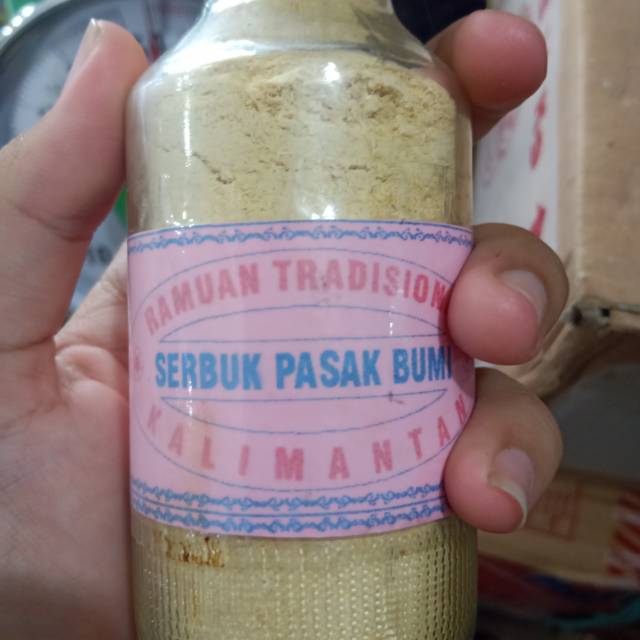 RAMUAN TRADISION
SERBUK PASAK BUMI
KALIMANTAN